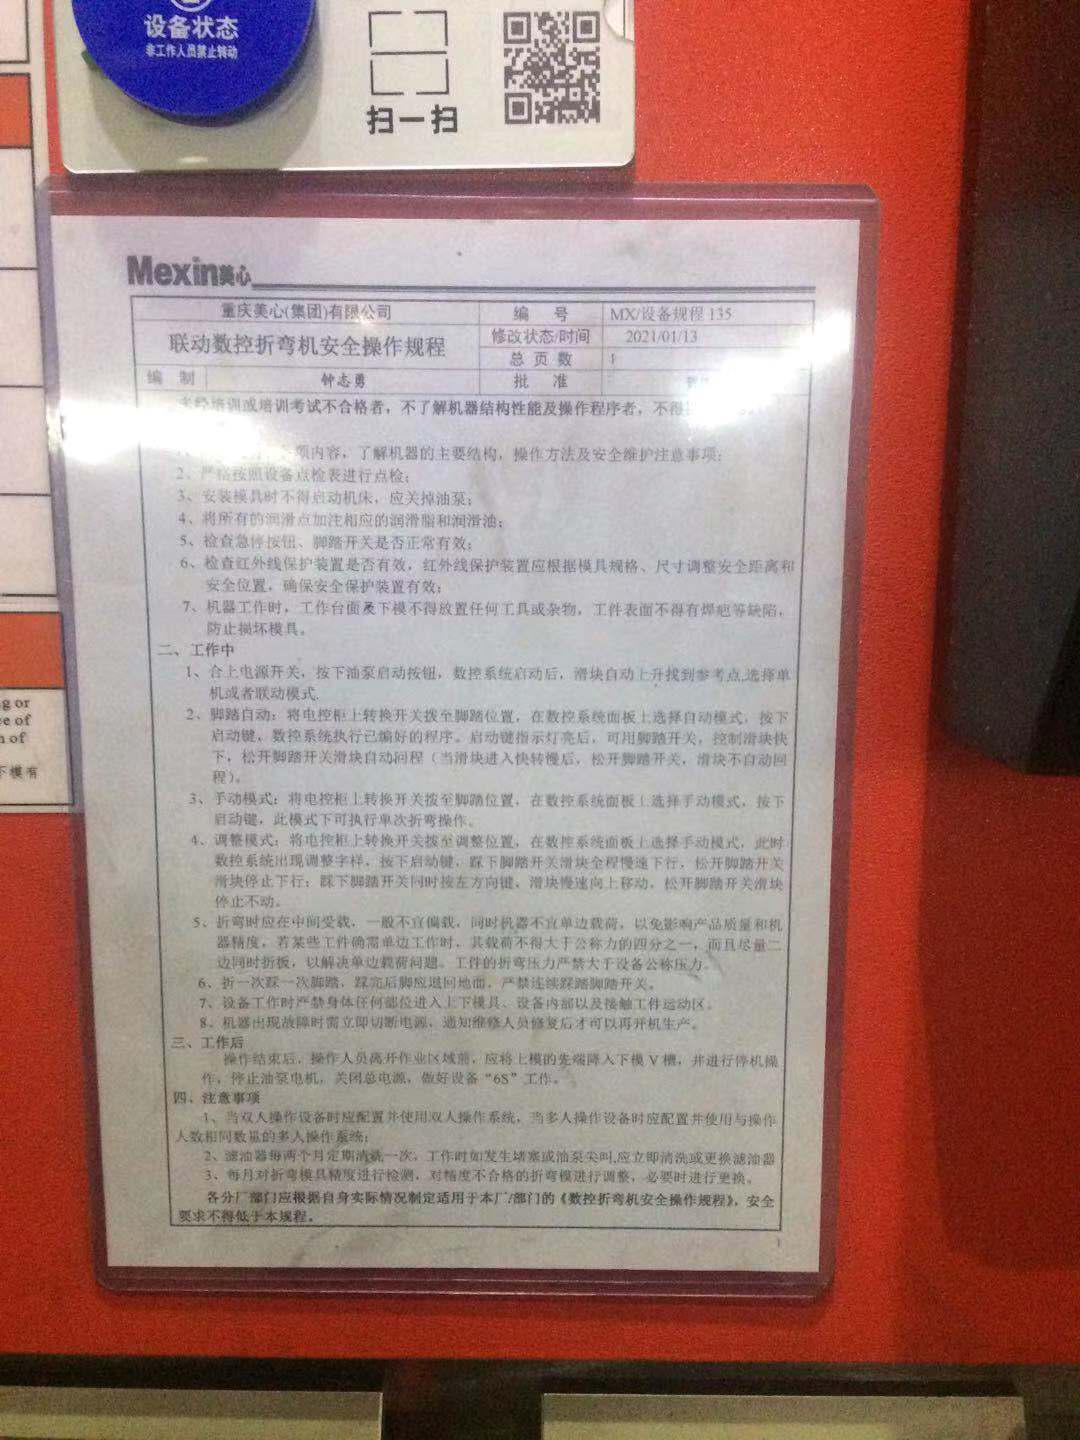 设备状态
非工作人员禁止转动
扫一扫
Mexin美心
重庆美心(集团)有限公司
编 号 MX/设备规程 135
联动数控折弯机安全操作规程
修改状态/时间 2021/01/13
总 页 数 1
编 制 钟志勇 批 准
未经培训或培训考试不合格者，不了解机器结构性能及操作程序者，不得
项内容，了解机器的主要结构，操作方法及安全维护注意事项；
2、严格按照设备点检表进行点检；
3、安装模具时不得启动机床，应关掉油泵；
4、将所有的润滑点加注相应的润滑脂和润滑油；
5、检查急停按钮、脚踏开关是否正常有效；
6、检查红外线保护装置是否有效，红外线保护装置应根据模具规格、尺寸调整安全距离和
安全位置，确保安全保护装置有效；
7、机器工作时，工作台面及下模不得放置任何工具或杂物，工件表面不得有焊疤等缺陷，
防止损坏模具。
二、工作中
1、合上电源开关，按下油泵启动按钮，数控系统启动后，滑块自动上升找到参考点,选择单
机或者联动模式.
2、脚踏自动：将电控柜上转换开关拨至脚踏位置，在数控系统面板上选择自动模式，按下
启动键，数控系统执行已编好的程序。启动键指示灯亮后，可用脚踏开关，控制滑块快
下，松开脚踏开关滑块自动回程（当滑块进入快转慢后，松开脚踏开关，滑块不自动回
程）。
3、手动模式：将电控柜上转换开关拨至脚踏位置，在数控系统面板上选择手动模式，按下
启动键，此模式下可执行单次折弯操作。
4、调整模式：将电控柜上转换开关拨至调整位置，在数控系统面板上选择手动模式，此时
数控系统出现调整字样，按下启动键，踩下脚踏开关滑块全程慢速下行，松开脚踏开关
滑块停止下行；踩下脚踏开关同时按左方向键，滑块慢速向上移动，松开脚踏开关滑块
停止不动。
5、折弯时应在中间受载，一般不宜偏载，同时机器不宜单边载荷，以免影响产品质量和机
器精度，若某些工件确需单边工作时，其载荷不得大于公称力的四分之一，而且尽量二
边同时折板，以解决单边载荷问题。工件的折弯压力严禁大于设备公称压力。
6、折一次踩一次脚踏，踩完后脚应退回地面，严禁连续踩踏脚踏开关。
7、设备工作时严禁身体任何部位进入上下模具、设备内部以及接触工件运动区。
8、机器出现故障时需立即切断电源，通知维修人员修复后才可以再开机生产。
三、工作后
操作结束后，操作人员离开作业区域前，应将上模的先端降入下模 V 槽，并进行停机操
作，停止油泵电机，关闭总电源，做好设备“6S”工作。
四、注意事项
1、当双人操作设备时应配置并使用双人操作系统，当多人操作设备时应配置并使用与操作
人数相同数量的多人操作系统；
2、滤油器每两个月定期清洗一次，工作时如发生堵塞或油泵尖叫,应立即清洗或更换滤油器
3、每月对折弯模具精度进行检测，对精度不合格的折弯模进行调整，必要时进行更换。
各分厂部门应根据自身实际情况制定适用于本厂/部门的《数控折弯机安全操作规程》，安全
要求不得低于本规程。
1
g or
ce of
n of
下模有